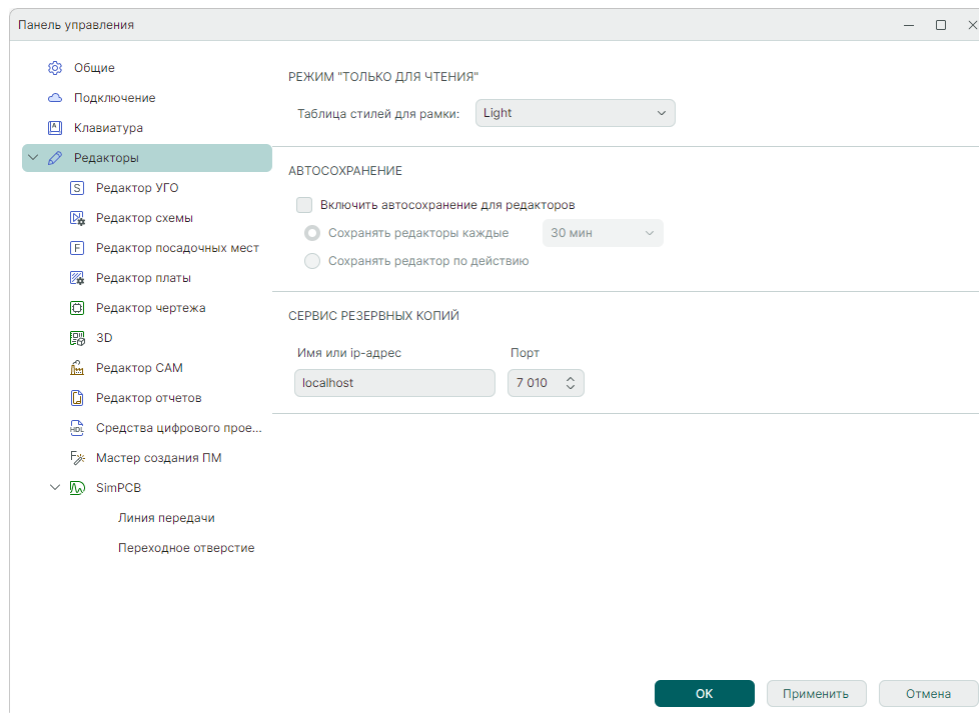 Панель управления
Общие
Подключение
Клавиатура
Редакторы
Редактор УГО
Редактор схемы
Редактор посадочных мест
Редактор платы
Редактор чертежа
3D
Редактор CAM
Редактор отчетов
Средства цифрового прое...
Мастер создания ПМ
SimPCB
Линия передачи
Переходное отверстие
РЕЖИМ "ТОЛЬКО ДЛЯ ЧТЕНИЯ"
Таблица стилей для рамки: Light
АВТОСОХРАНЕНИЕ
Включить автосохранение для редакторов
Сохранять редакторы каждые 30 мин
Сохранять редактор по действию
СЕРВИС РЕЗЕРВНЫХ КОПИЙ
Имя или ip-адрес Порт
localhost 7 010
ОК Применить Отмена